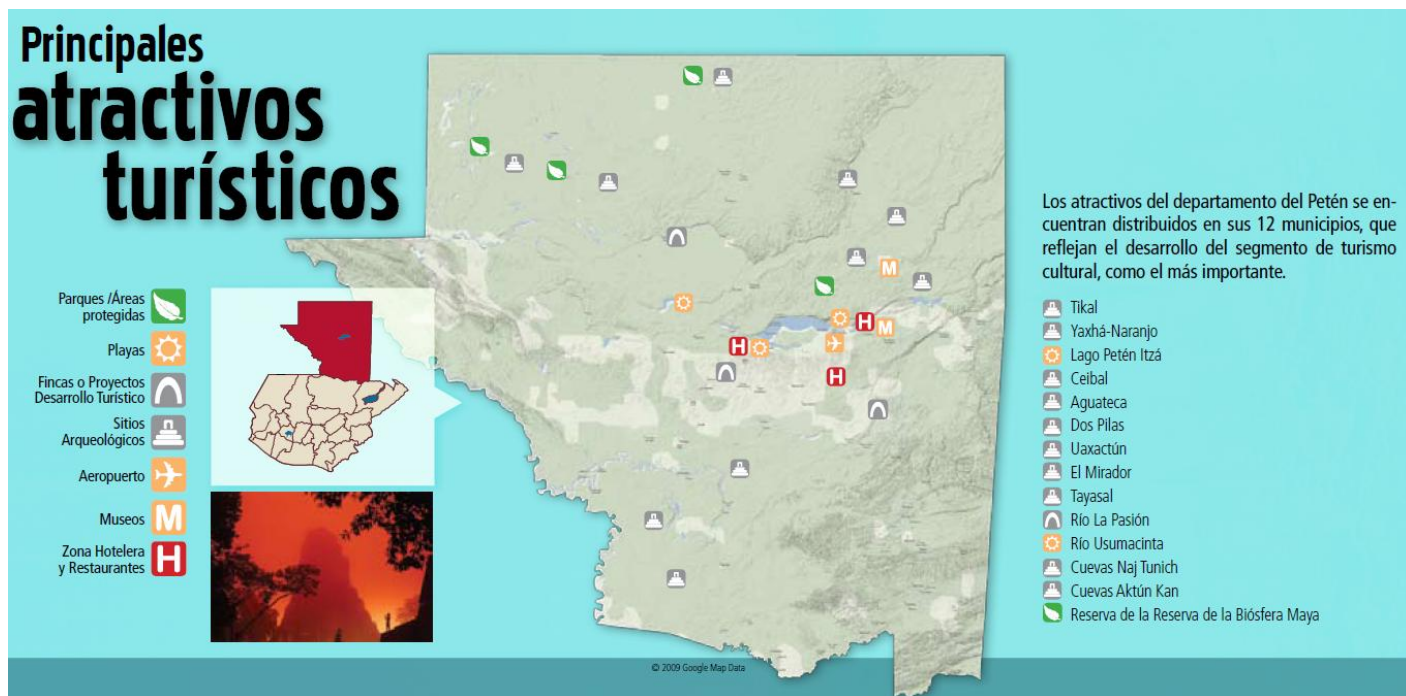 Principales
atractivos
turísticos
Parques /Áreas
protegidas
Playas
Fincas o Proyectos
Desarrollo Turístico
Sitios
Arqueológicos
Aeropuerto
M
Museos
Zona Hotelera
y Restaurantes
H
M
H
M
H
H
© 2009 Google Map Data
Los atractivos del departamento del Petén se en-
cuentran distribuidos en sus 12 municipios, que
reflejan el desarrollo del segmento de turismo
cultural, como el más importante.
Tikal
Yaxhá-Naranjo
Lago Petén Itzá
Ceibal
Aguateca
Dos Pilas
Uaxactún
El Mirador
Tayasal
Río La Pasión
Río Usumacinta
Cuevas Naj Tunich
Cuevas Aktún Kan
Reserva de la Reserva de la Biósfera Maya